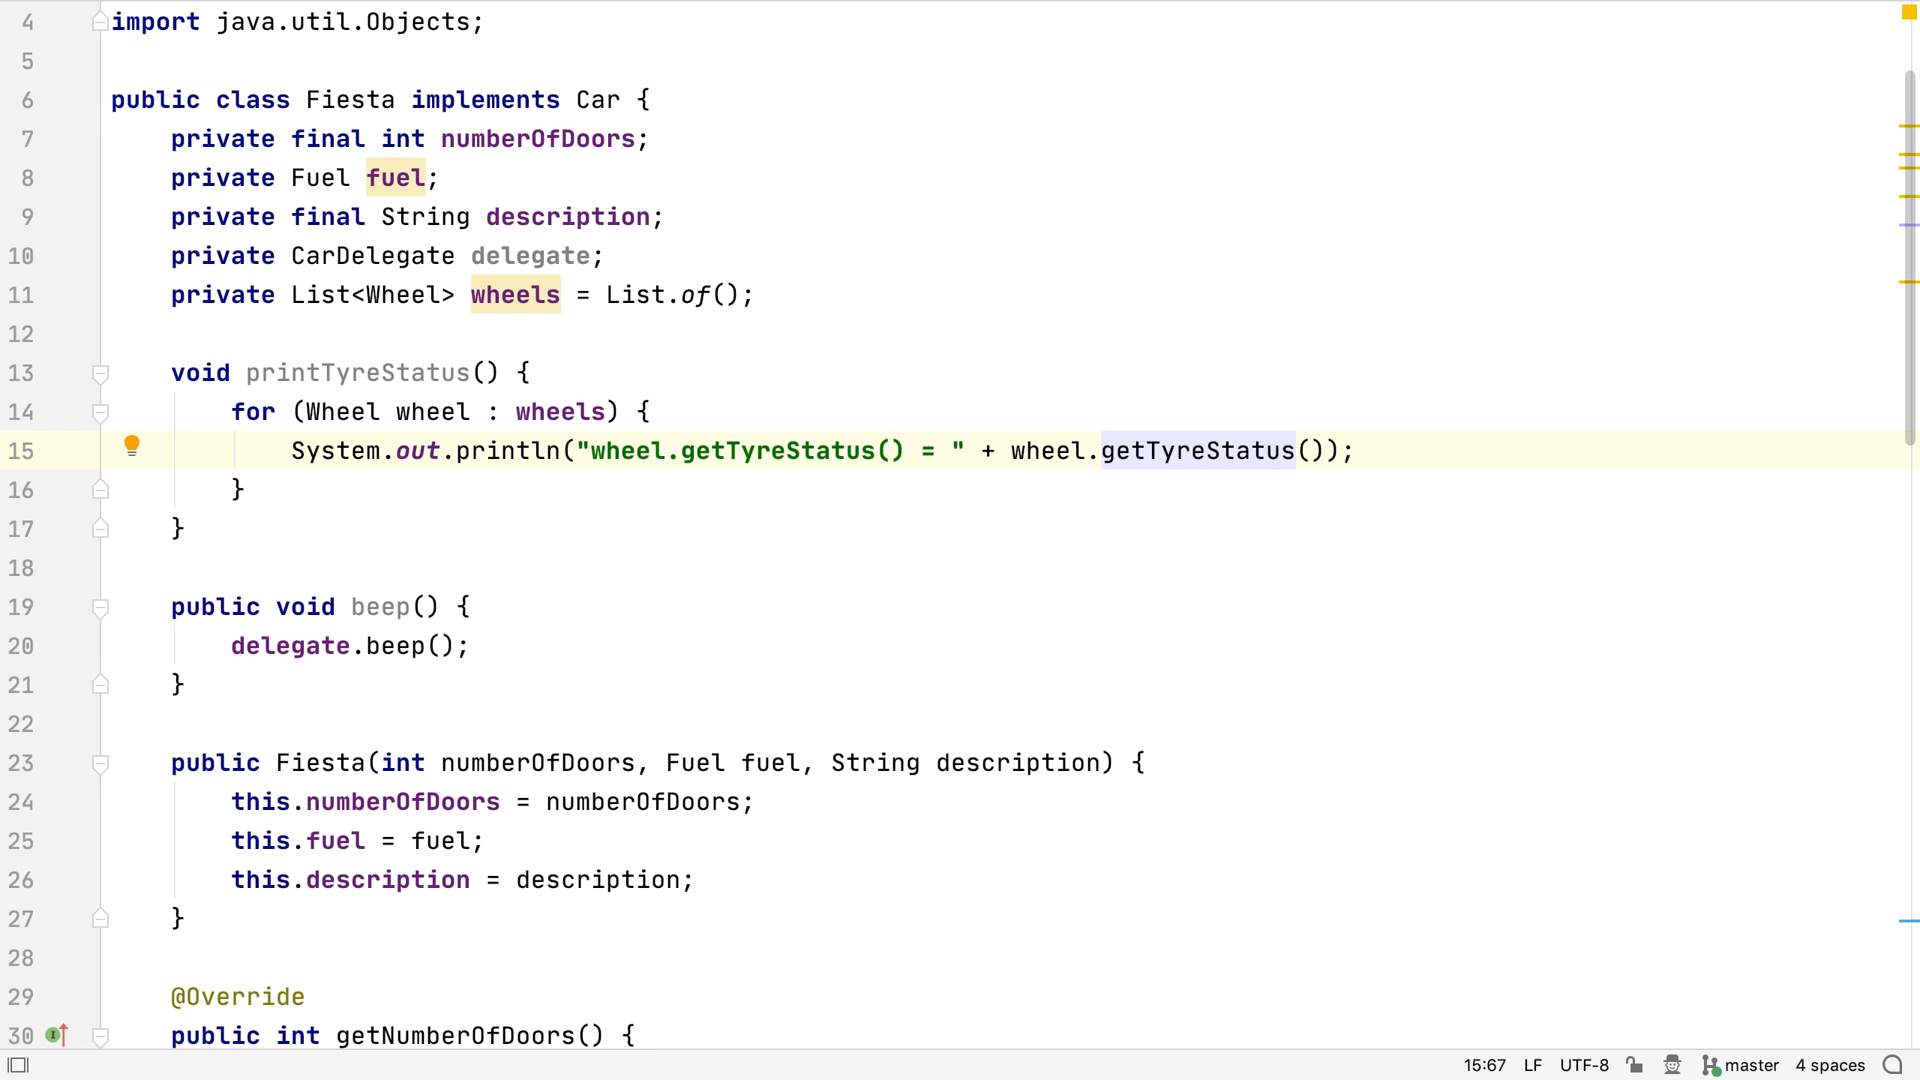 4 import java.util.Objects;
5
6 public class Fiesta implements Car {
7 private final int numberOfDoors;
8 private Fuel fuel;
9 private final String description;
10 private CarDelegate delegate;
11 private List<Wheel> wheels = List.of();
12
13 void printTyreStatus() {
14 for (Wheel wheel : wheels) {
15 System.out.println("wheel.getTyreStatus() = " + wheel.getTyreStatus());
16 }
17 }
18
19 public void beep() {
20 delegate.beep();
21 }
22
23 public Fiesta(int numberOfDoors, Fuel fuel, String description) {
24 this.numberOfDoors = numberOfDoors;
25 this.fuel = fuel;
26 this.description = description;
27 }
28
29 @Override
30 public int getNumberOfDoors() {
15:67 LF UTF-8 master 4 spaces